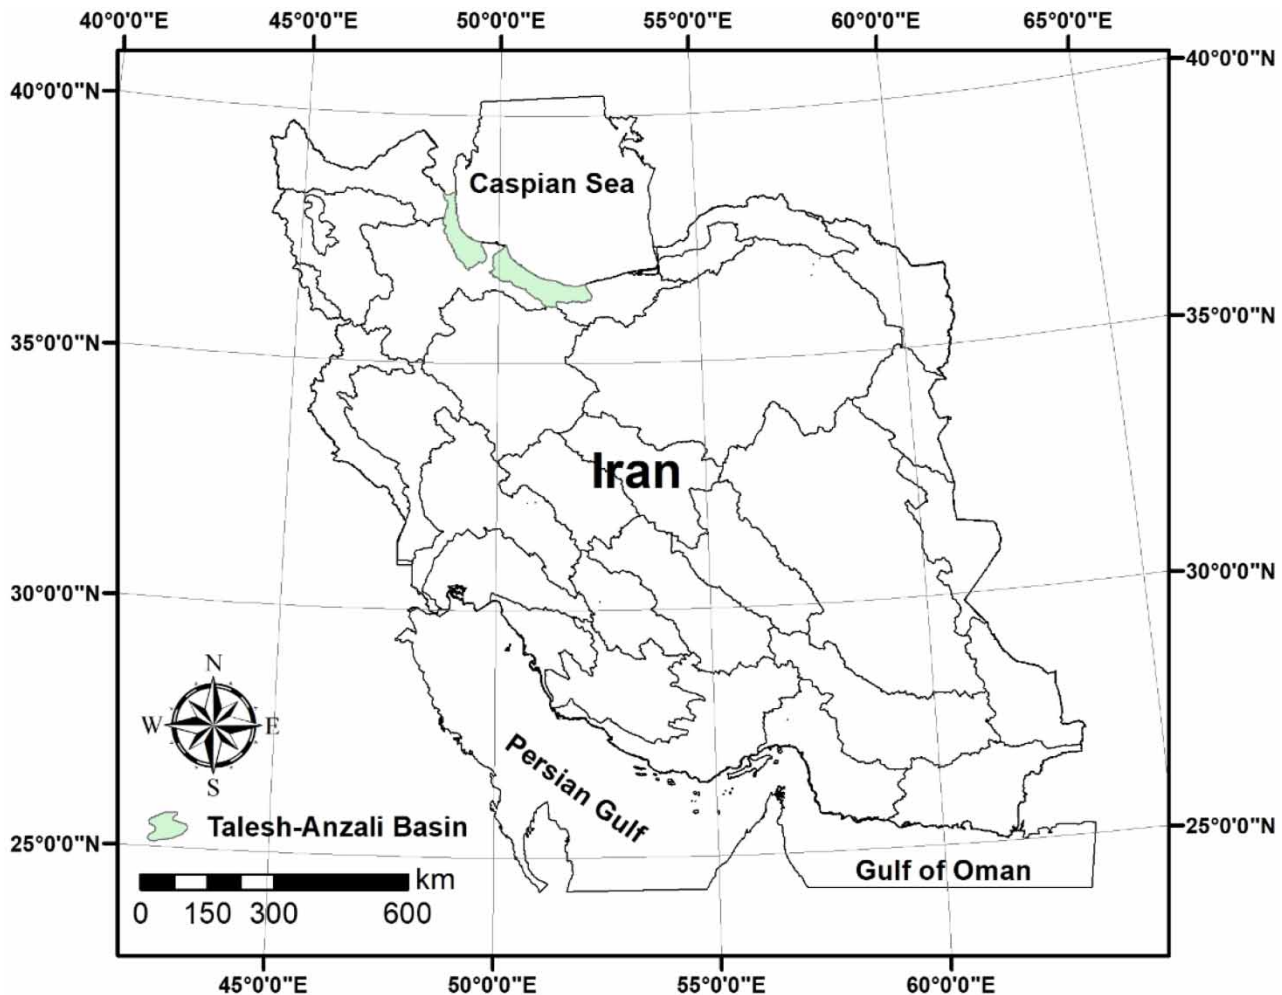 40°0'0"E 45°0'0"E 50°0'0"E 55°0'0"E 60°0'0"E 65°0'0"E
40°0'0"N
40°0'0"N
Caspian Sea
35°0'0"N
35°0'0"N
Iran
30°0'0"N
30°0'0"N
N
W E
S
Persian Gulf
Talesh-Anzali Basin
25°0'0"N
25°0'0"N
Gulf of Oman
km
0 150 300 600
45°0'0"E 50°0'0"E 55°0'0"E 60°0'0"E